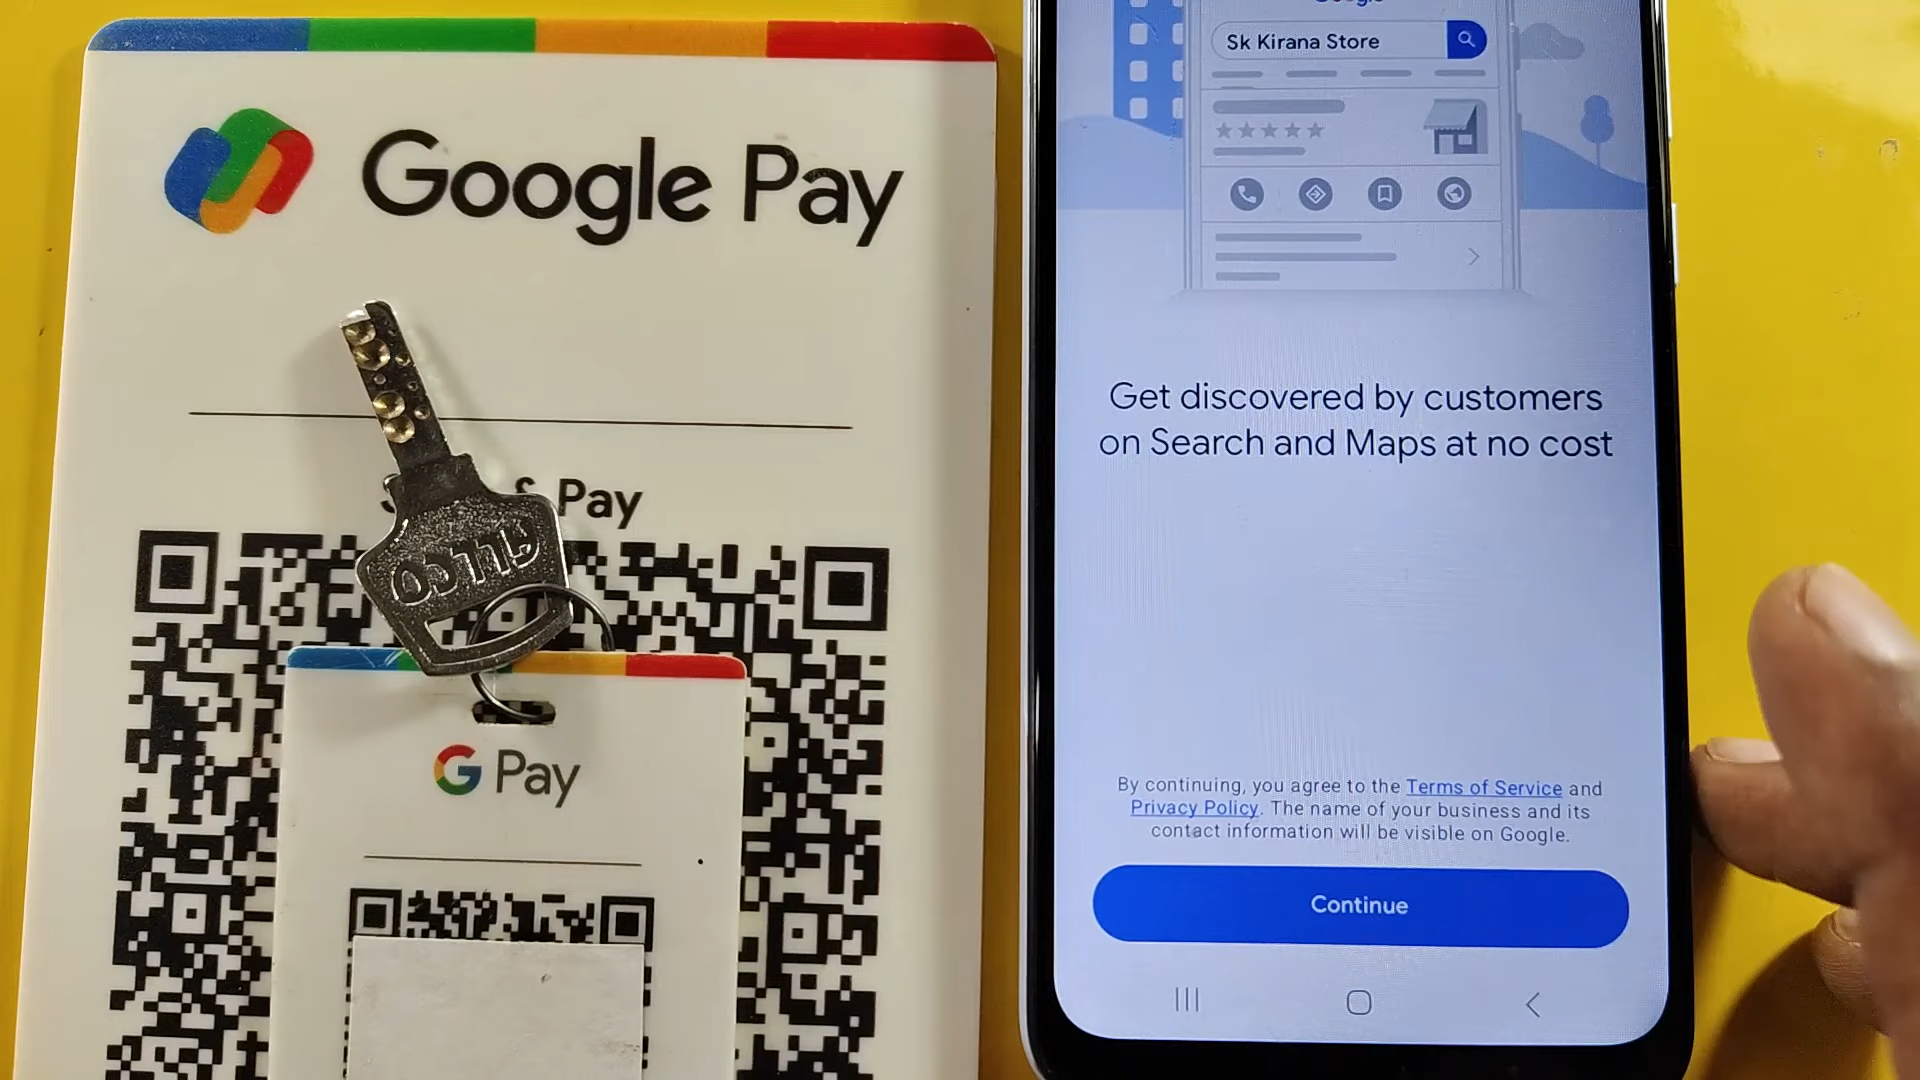 Google Pay
& Pay
G Pay
Google
Sk Kirana Store
Get discovered by customers
on Search and Maps at no cost
By continuing, you agree to the Terms of Service and
Privacy Policy. The name of your business and its
contact information will be visible on Google.
Continue